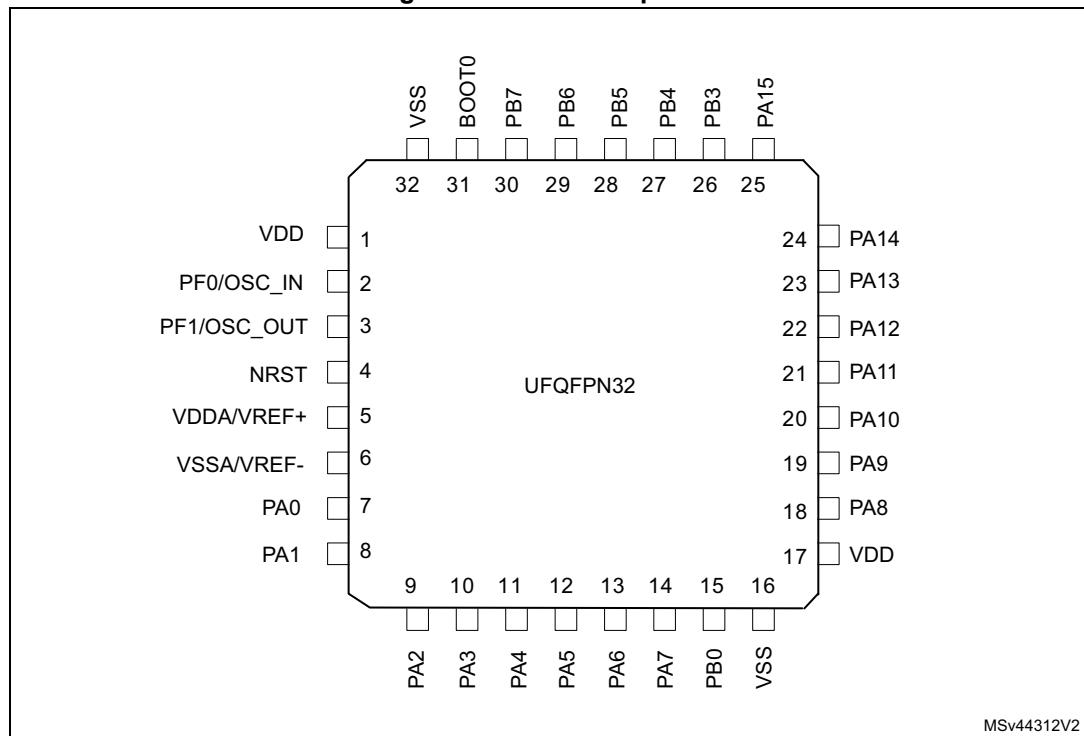 VSS
BOOT0
PB7
PB6
PB5
PB4
PB3
PA15
32 31 30 29 28 27 26 25
VDD 1 24 PA14
PF0/OSC_IN 2 23 PA13
PF1/OSC_OUT 3 22 PA12
NRST 4 21 PA11
UFQFPN32
VDDA/VREF+ 5 20 PA10
VSSA/VREF- 6 19 PA9
PA0 7 18 PA8
PA1 8 17 VDD
9 10 11 12 13 14 15 16
PA2
PA3
PA4
PA5
PA6
PA7
PB0
VSS
MSv44312V2